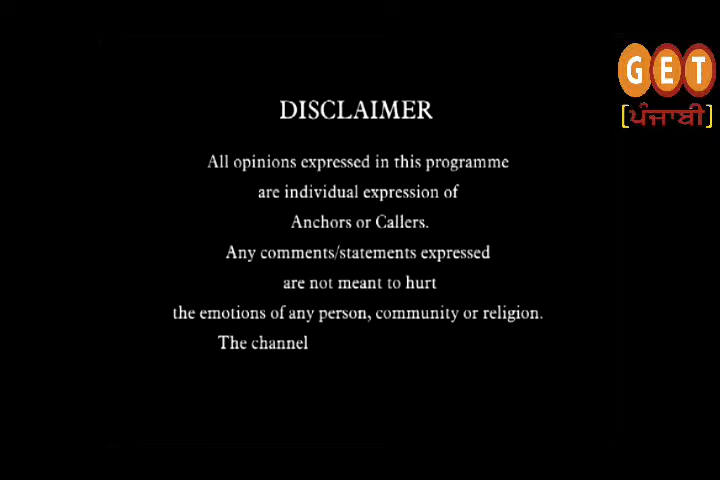 GET
[ਪੰਜਾਬੀ]
DISCLAIMER
All opinions expressed in this programme
are individual expression of
Anchors or Callers.
Any comments/statements expressed
are not meant to hurt
the emotions of any person, community or religion.
The channel